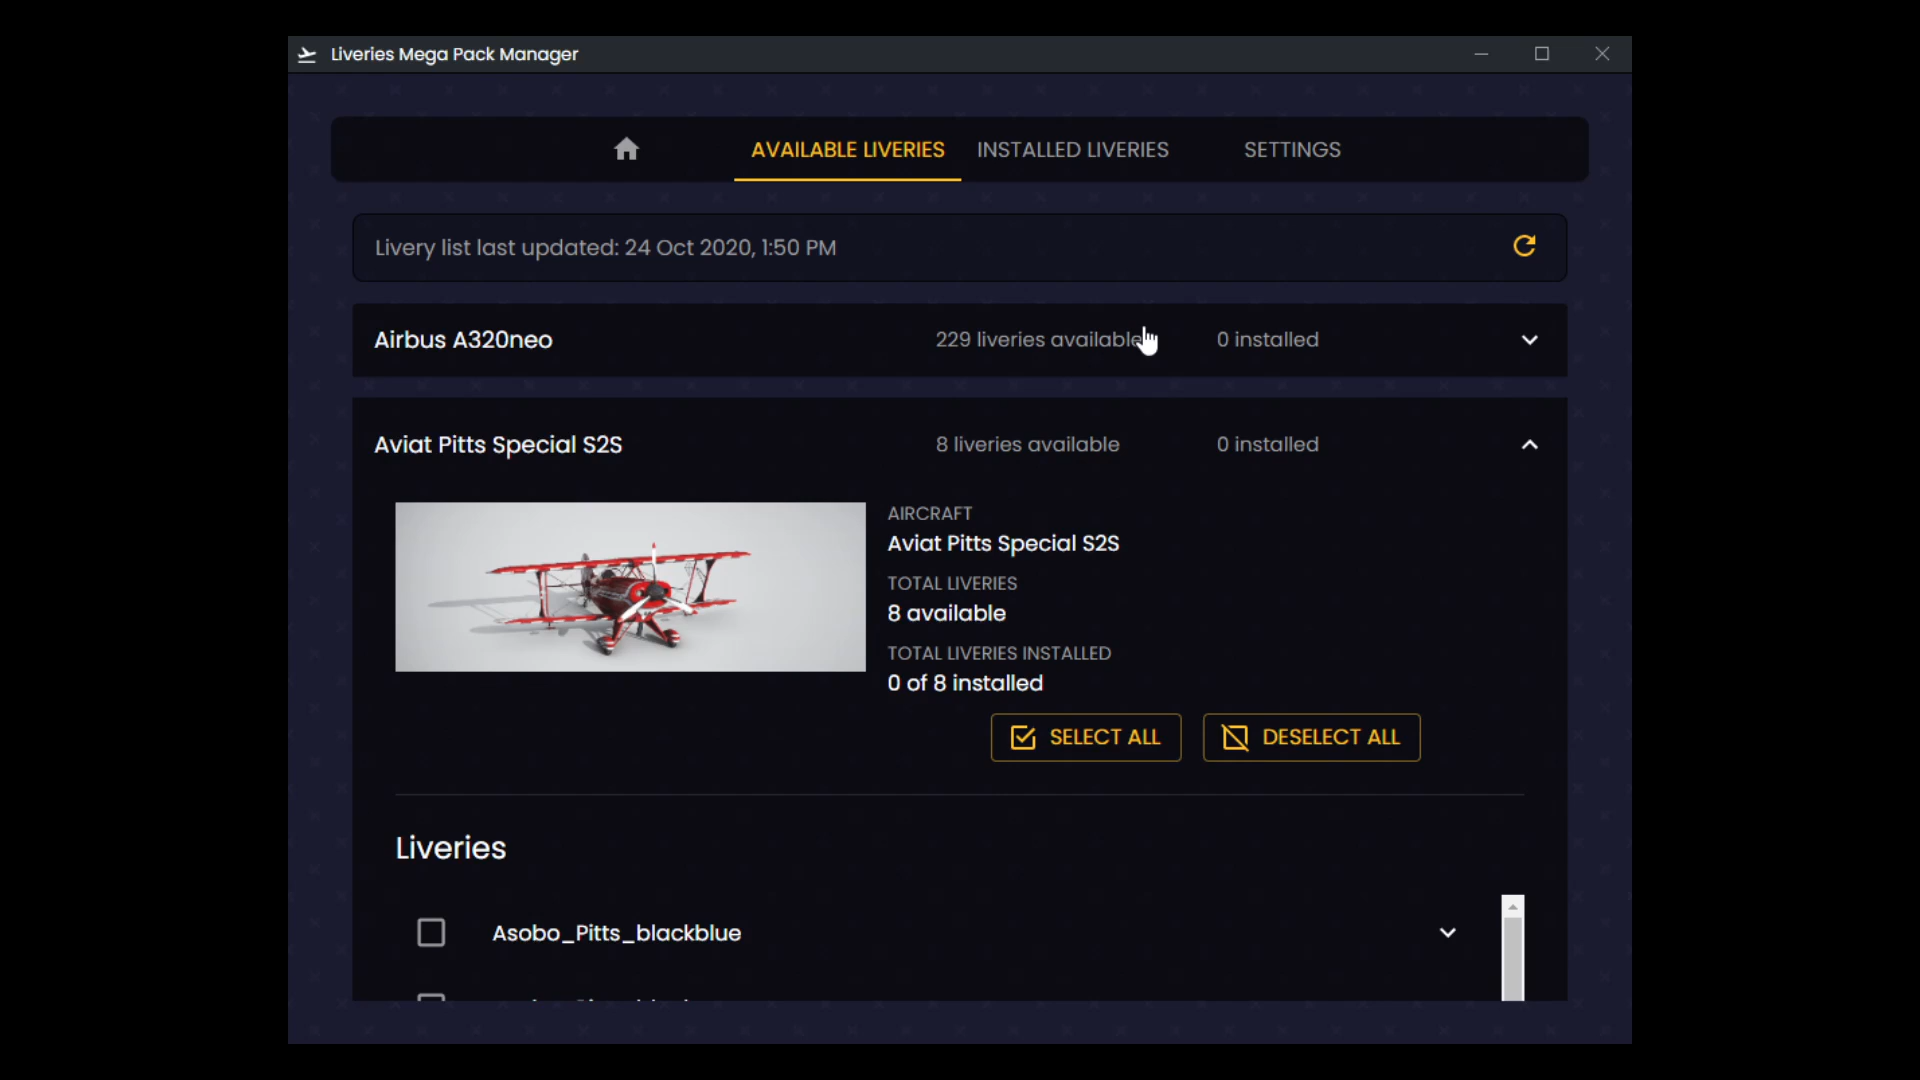 Liveries Mega Pack Manager
AVAILABLE LIVERIES INSTALLED LIVERIES SETTINGS
Livery list last updated: 24 Oct 2020, 1:50 PM
Airbus A320neo 229 liveries available 0 installed
Aviat Pitts Special S2S 8 liveries available 0 installed
AIRCRAFT
Aviat Pitts Special S2S
TOTAL LIVERIES
8 available
TOTAL LIVERIES INSTALLED
0 of 8 installed
SELECT ALL DESELECT ALL
Liveries
Asobo_Pitts_blackblue